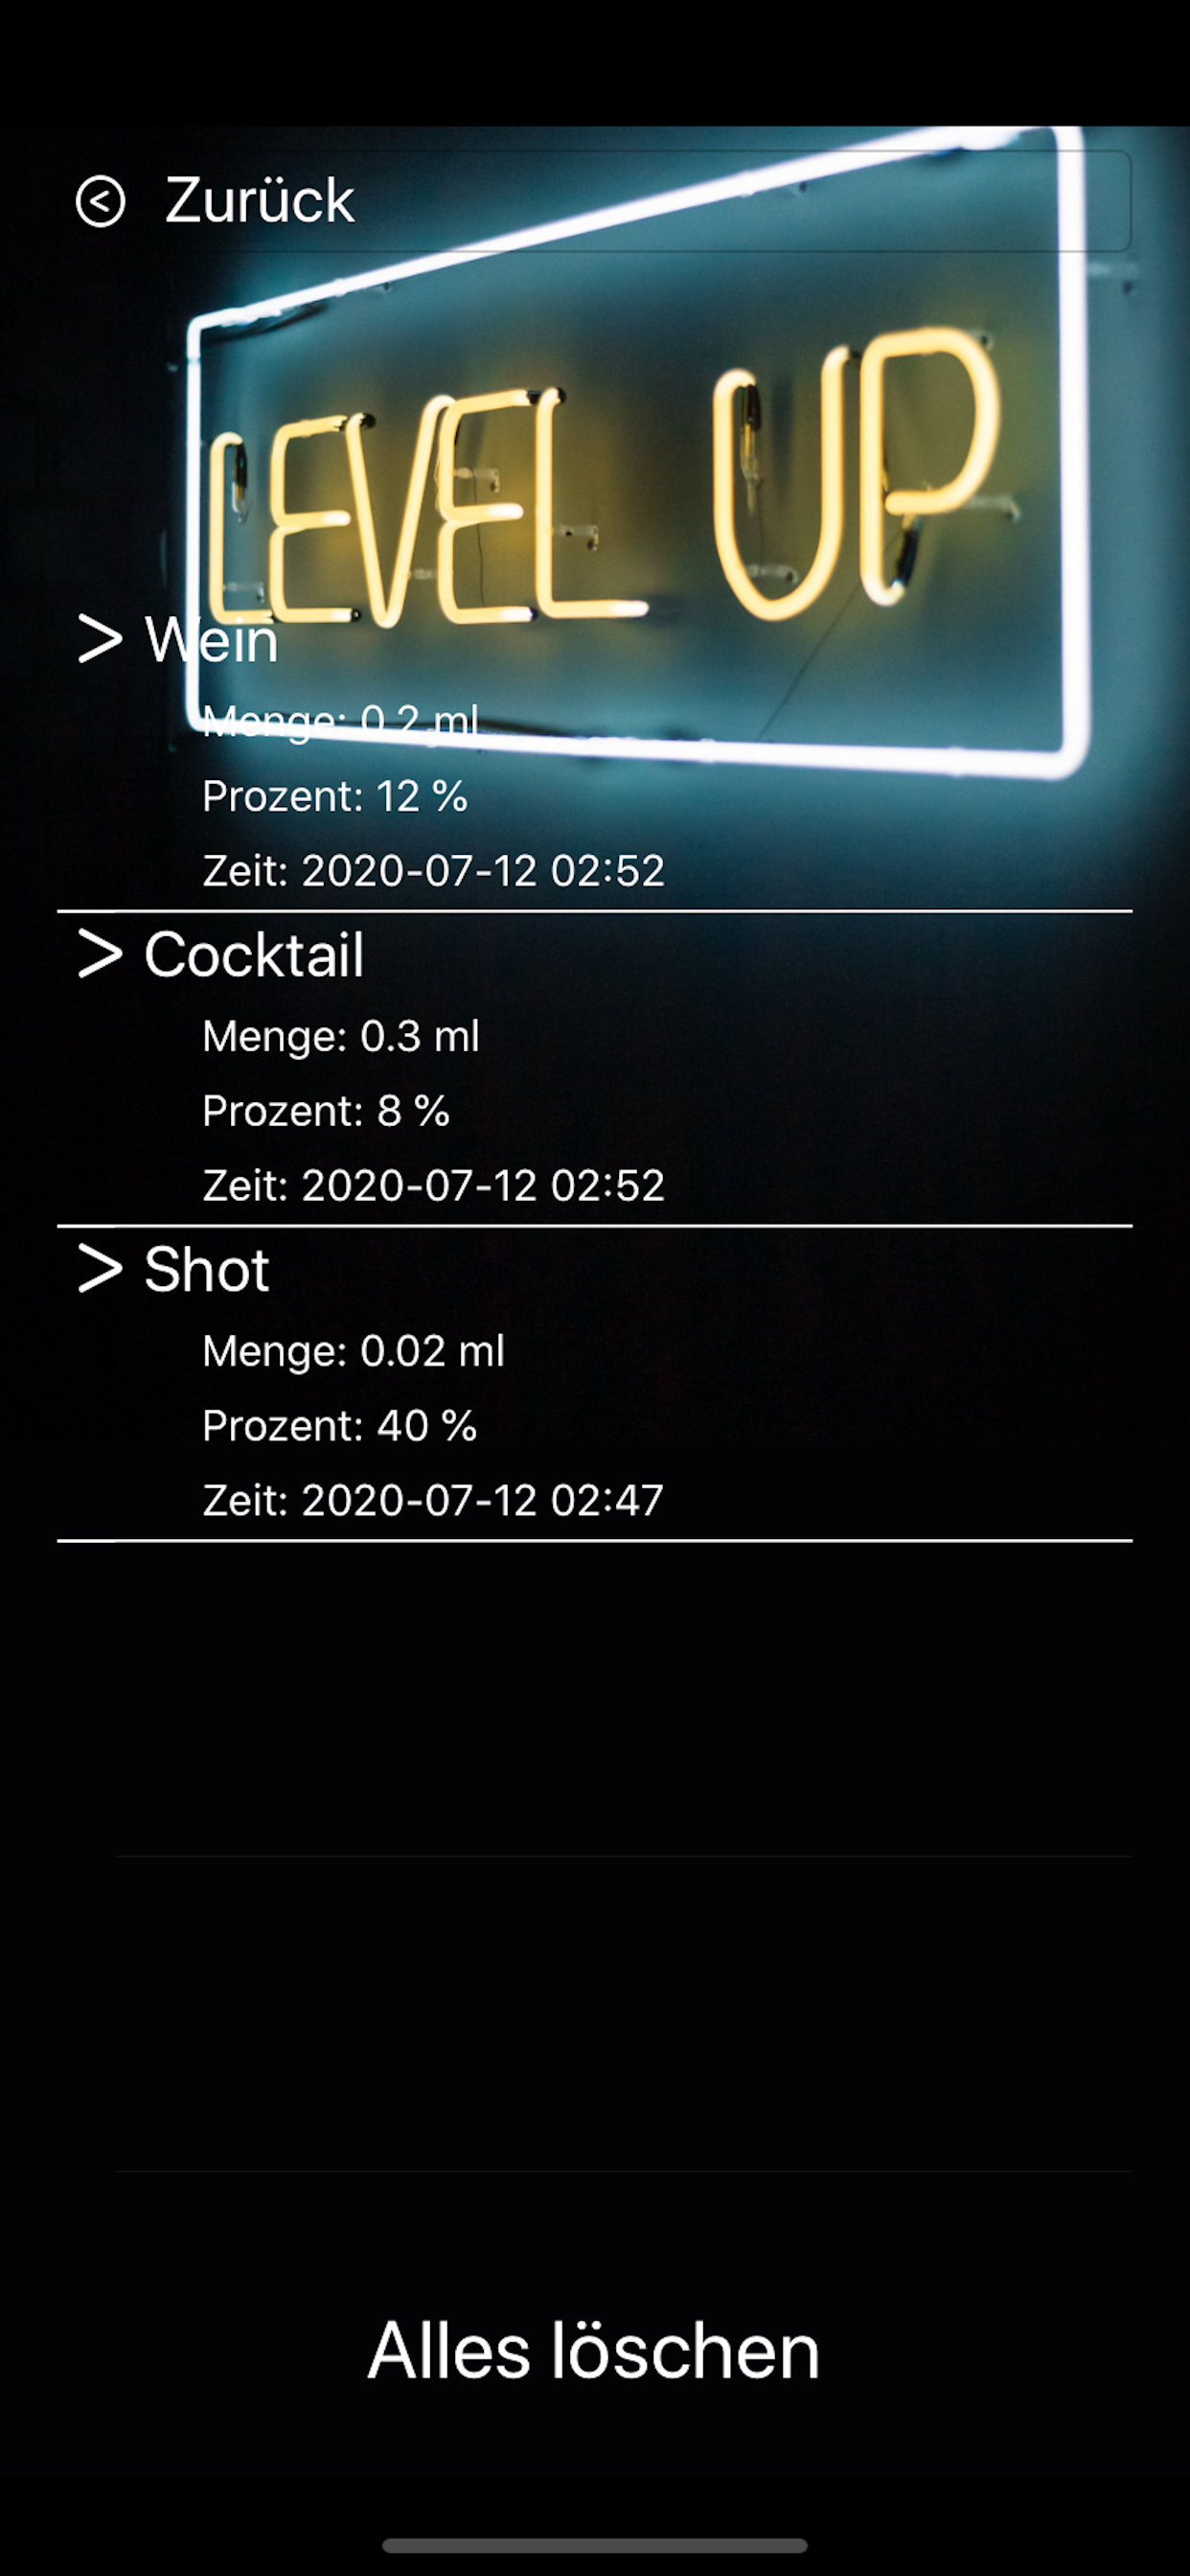 Zurück
LEVEL UP
> Wein
Menge: 0.2 ml
Prozent: 12 %
Zeit: 2020-07-12 02:52
> Cocktail
Menge: 0.3 ml
Prozent: 8 %
Zeit: 2020-07-12 02:52
> Shot
Menge: 0.02 ml
Prozent: 40 %
Zeit: 2020-07-12 02:47
Alles löschen